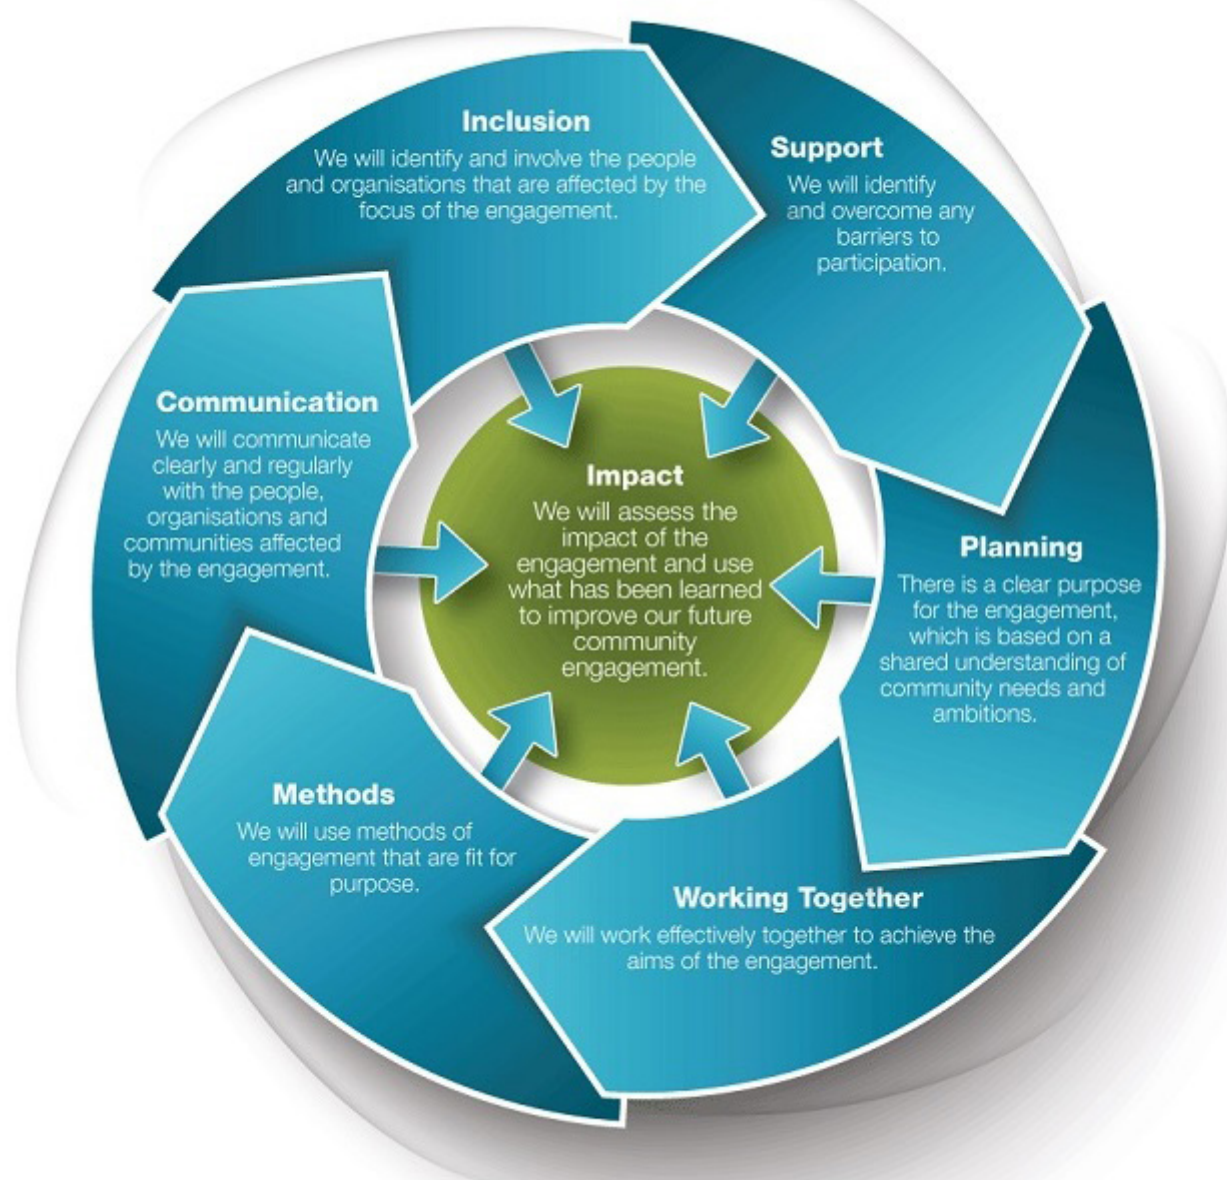 Inclusion
We will identify and involve the people
and organisations that are affected by the
focus of the engagement.
Support
We will identify
and overcome any
barriers to
participation.
Planning
There is a clear purpose
for the engagement,
which is based on a
shared understanding of
community needs and
ambitions.
Working Together
We will work effectively together to achieve the
aims of the engagement.
Methods
We will use methods of
engagement that are fit for
purpose.
Communication
We will communicate
clearly and regularly
with the people,
organisations and
communities affected
by the engagement.
Impact
We will assess the
impact of the
engagement and use
what has been learned
to improve our future
community
engagement.